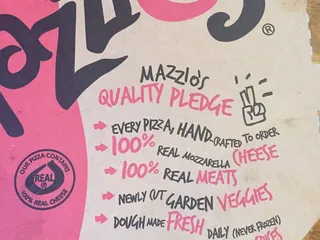 MAZZIO'S
QUALITY PLEDGE
EVERY PIZZA, HAND-CRAFTED TO ORDER
100% REAL MOZZARELLA CHEESE
100% REAL MEATS
NEWLY CUT GARDEN VEGGIES
DOUGH MADE FRESH DAILY (NEVER FROZEN)
OUR PIZZA CONTAINS
REAL
100% REAL CHEESE
®